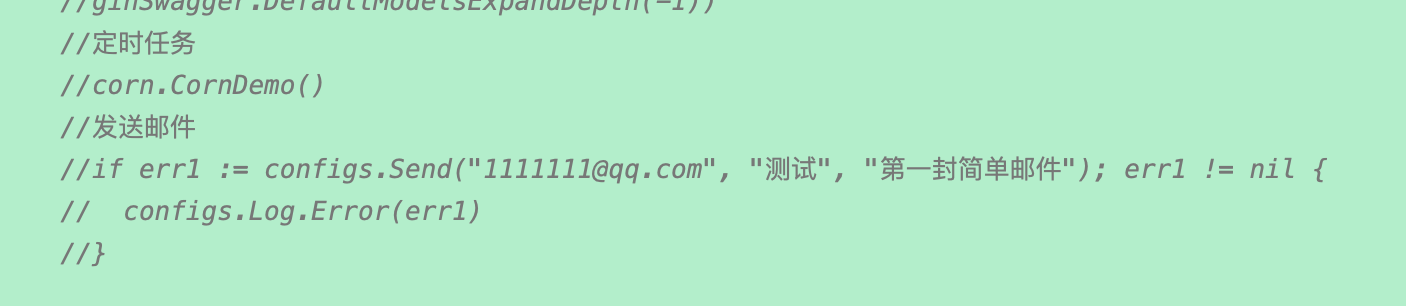 //ginSwagger.DefaultModelsExpandDepth(-1))
//定时任务
//corn.CornDemo()
//发送邮件
//if err1 := configs.Send("1111111@qq.com", "测试", "第一封简单邮件"); err1 != nil {
//  configs.Log.Error(err1)
//}